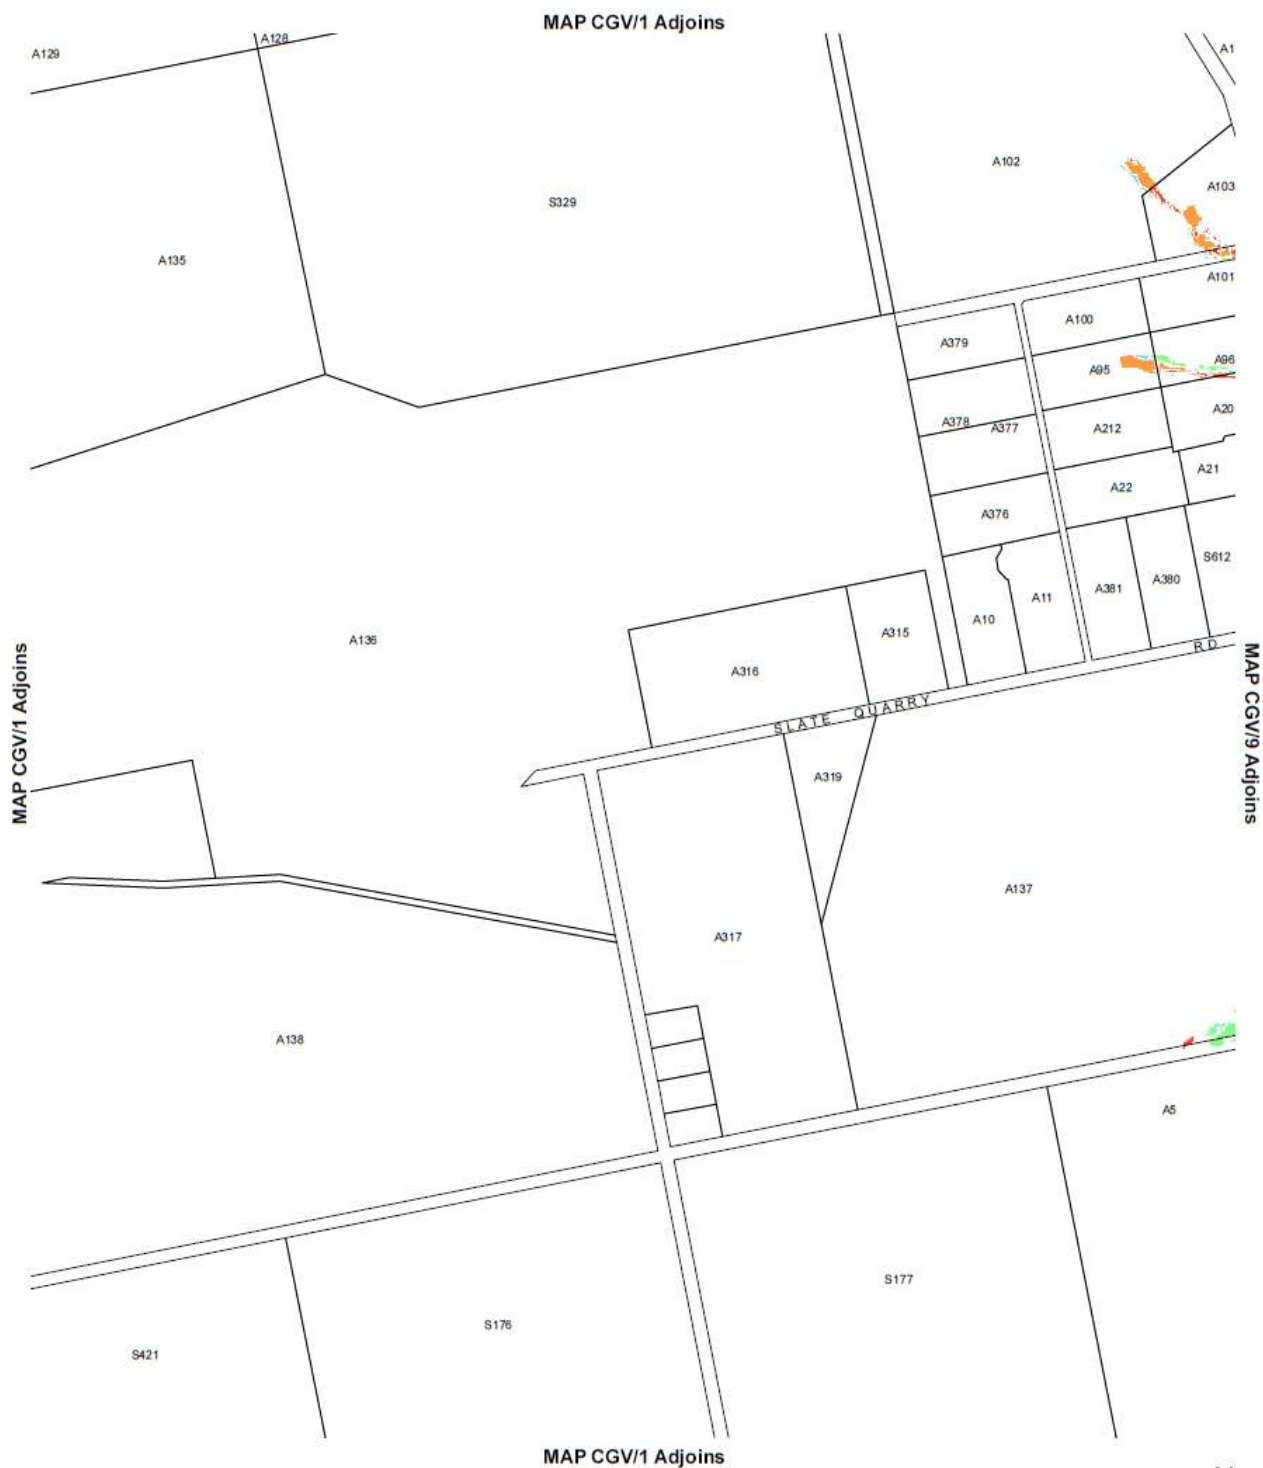 MAP CGV/1 Adjoins
A128
A129
A1
A102
A103
S329
A135
A101
A100
A379
A96
A95
A20
A378
A377
A212
A21
A22
A376
S612
A380
A381
A11
A10
A315
A136
RD
A316
SLATE QUARRY
MAP CGV/1 Adjoins
MAP CGV/9 Adjoins
A319
A137
A317
A138
A5
S177
S176
S421
MAP CGV/1 Adjoins